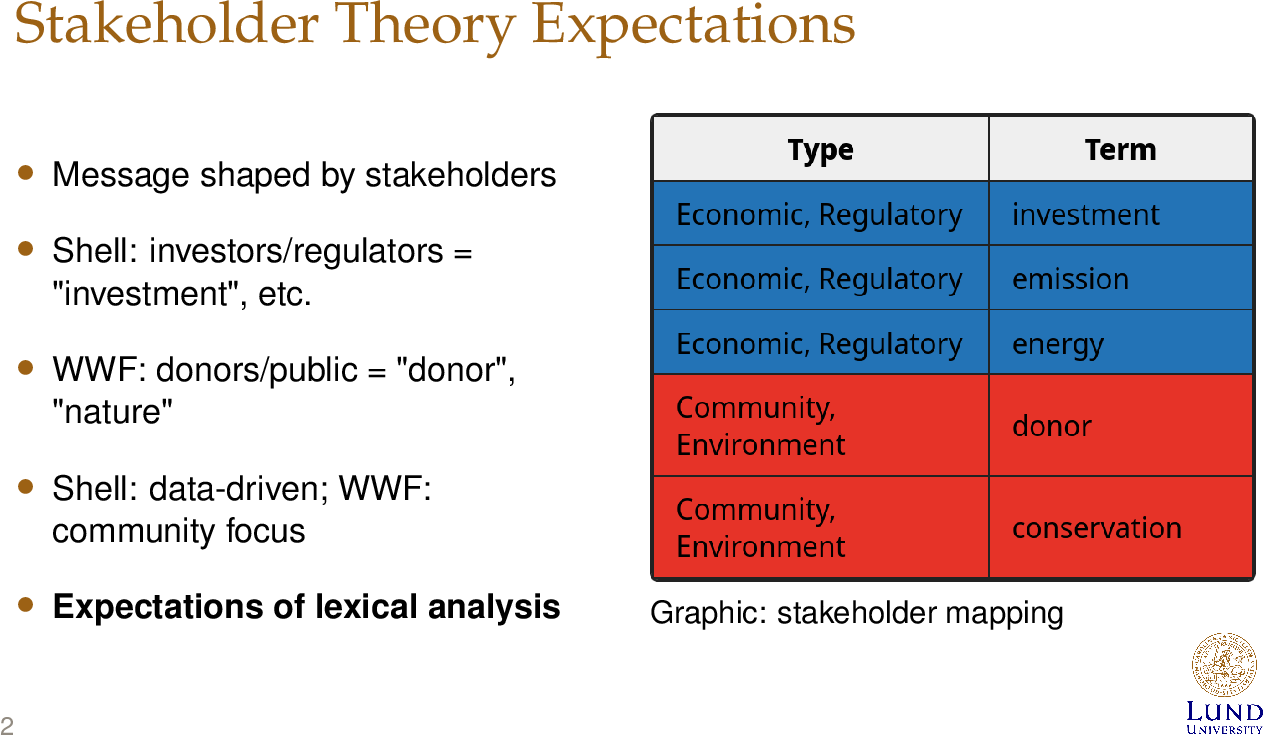 Stakeholder Theory Expectations
• Message shaped by stakeholders
• Shell: investors/regulators =
"investment", etc.
• WWF: donors/public = "donor",
"nature"
• Shell: data-driven; WWF:
community focus
• Expectations of lexical analysis
Type Term
Economic, Regulatory investment
Economic, Regulatory emission
Economic, Regulatory energy
Community,
Environment donor
Community,
Environment conservation
Graphic: stakeholder mapping
2
LUND
UNIVERSITY